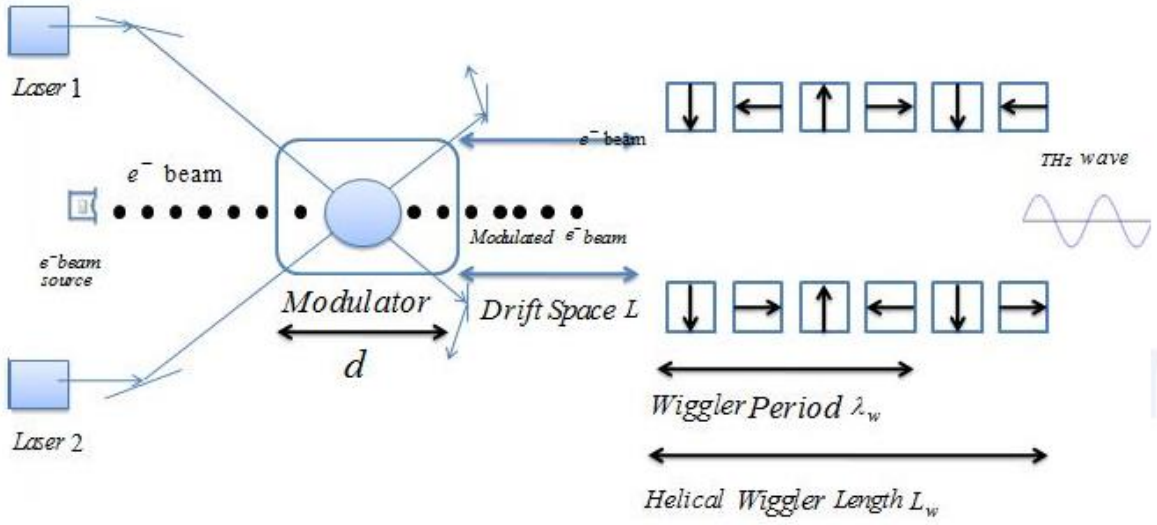 Laser 1
e⁻ beam
e⁻ beam
THz wave
e⁻ beam
source
Modulated e⁻ beam
Modulator
Drift Space L
d
Wiggler Period λw
Laser 2
Helical Wiggler Length Lw